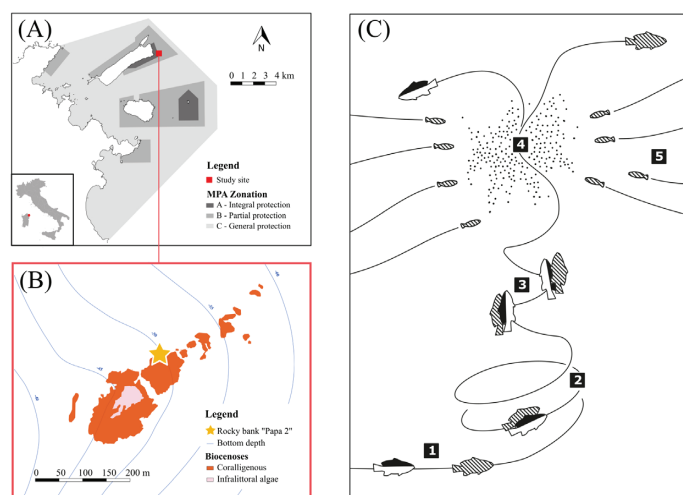 (A)
N
0 1 2 3 4 km
Legend
Study site
MPA Zonation
A - Integral protection
B - Partial protection
C - General protection
(B)
Legend
Rocky bank "Papa 2"
Bottom depth
Biocenoses
Coralligenous
Infralittoral algae
0 50 100 150 200 m
(C)
4
5
3
2
1